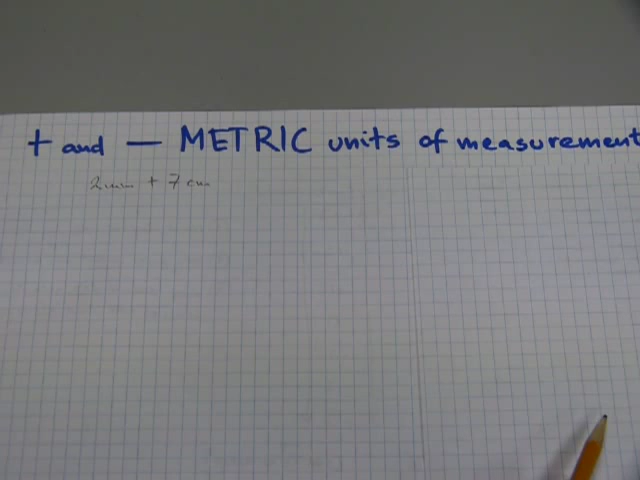 + and — METRIC units of measurement
2mm + 7cm